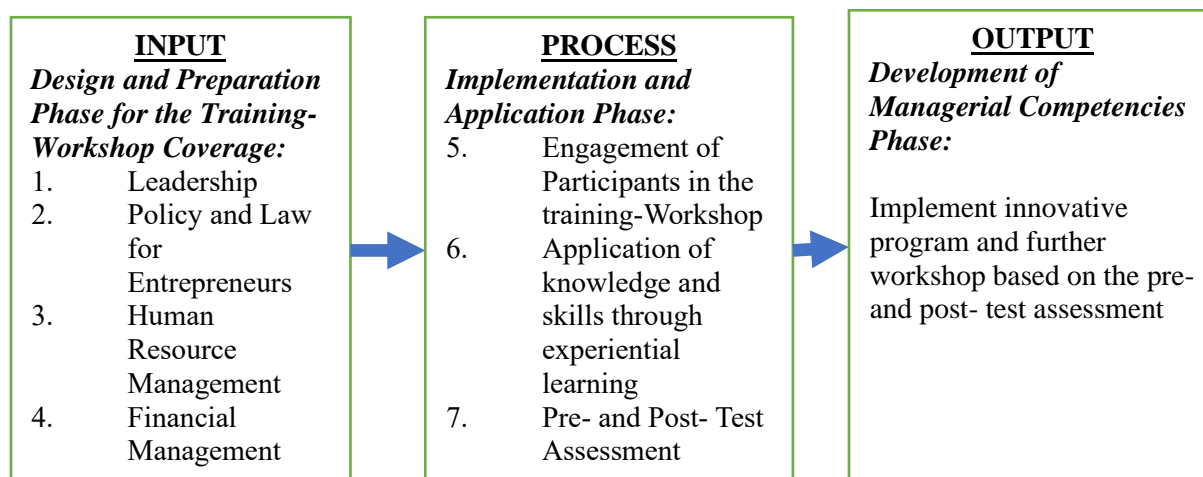 INPUT
Design and Preparation
Phase for the Training-
Workshop Coverage:
1. Leadership
2. Policy and Law
for
Entrepreneurs
3. Human
Resource
Management
4. Financial
Management
PROCESS
Implementation and
Application Phase:
5. Engagement of
Participants in the
training-Workshop
6. Application of
knowledge and
skills through
experiential
learning
7. Pre- and Post- Test
Assessment
OUTPUT
Development of
Managerial Competencies
Phase:
Implement innovative
program and further
workshop based on the pre-
and post- test assessment